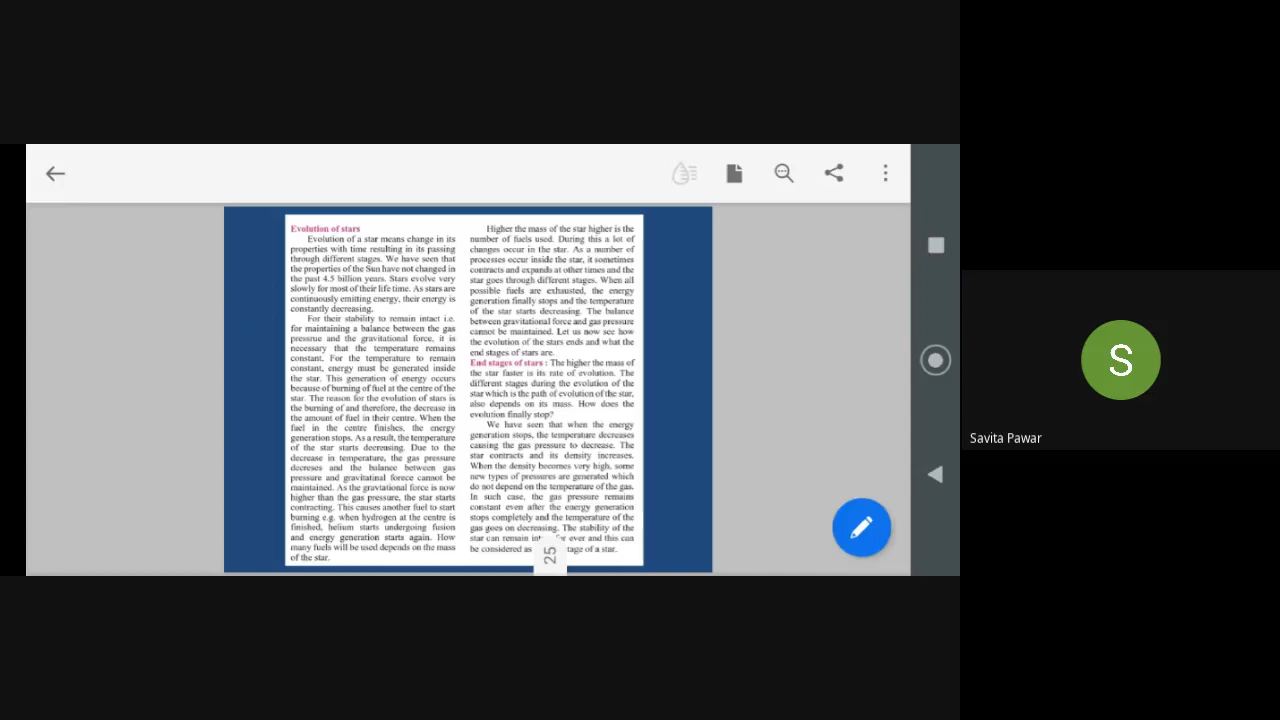 Evolution of stars
Evolution of a star means change in its
properties with time resulting in its passing
through different stages. We have seen that
the properties of the Sun have not changed in
the past 4.5 billion years. Stars evolve very
slowly for most of their life time. As stars are
continuously emitting energy, their energy is
constantly decreasing.
For their stability to remain intact i.e.
for maintaining a balance between the gas
pressrue and the gravitational force, it is
necessary that the temperature remains
constant. For the temperature to remain
constant, energy must be generated inside
the star. This generation of energy occurs
because of burning of fuel at the centre of the
star. The reason for the evolution of stars is
the burning of and therefore, the decrease in
the amount of fuel in their centre. When the
fuel in the centre finishes, the energy
generation stops. As a result, the temperature
of the star starts decreasing. Due to the
decrease in temperature, the gas pressure
decreses and the balance between gas
pressure and gravitatinal forece cannot be
maintained. As the gravtational force is now
higher than the gas pressure, the star starts
contracting. This causes another fuel to start
burning e.g. when hydrogen at the centre is
finished, helium starts undergoing fusion
and energy generation starts again. How
many fuels will be used depends on the mass
of the star.
Higher the mass of the star higher is the
number of fuels used. During this a lot of
changes occur in the star. As a number of
processes occur inside the star, it sometimes
contracts and expands at other times and the
star goes through different stages. When all
possible fuels are exhausted, the energy
generation finally stops and the temperature
of the star starts decreasing. The balance
between gravitational force and gas pressure
cannot be maintained. Let us now see how
the evolution of the stars ends and what the
end stages of stars are.
End stages of stars : The higher the mass of
the star faster is its rate of evolution. The
different stages during the evolution of the
star which is the path of evolution of the star,
also depends on its mass. How does the
evolution finally stop?
We have seen that when the energy
generation stops, the temperature decreases
causing the gas pressure to decrease. The
star contracts and its density increases.
When the density becomes very high, some
new types of pressures are generated which
do not depend on the temperature of the gas.
In such case, the gas pressure remains
constant even after the energy generation
stops completely and the temperature of the
gas goes on decreasing. The stability of the
star can remain ever and this can
be considered as stage of a star.
25
S
Savita Pawar